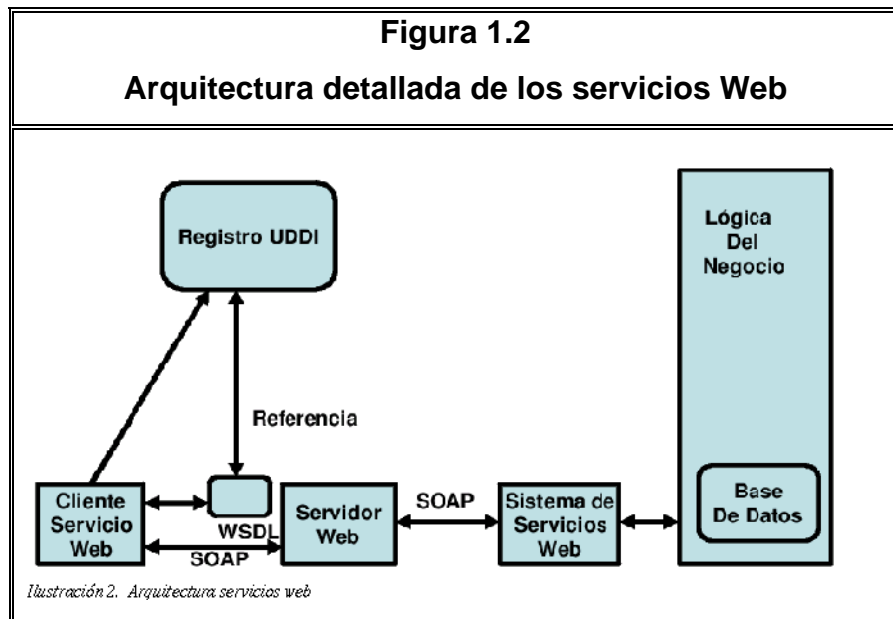 Figura 1.2
Arquitectura detallada de los servicios Web
Registro UDDI
Lógica
Del
Negocio
Referencia
Cliente
Servicio
Web
WSDL
SOAP
Servidor
Web
SOAP
Sistema de
Servicios
Web
Base
De Datos
Ilustración 2. Arquitectura servicios web